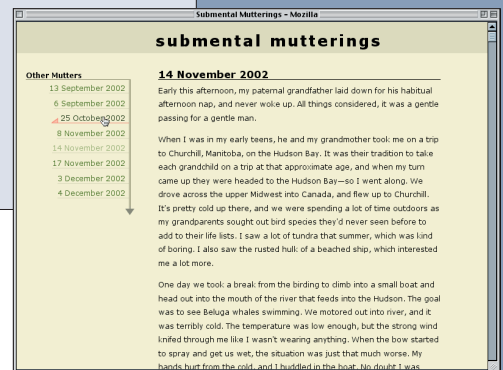 Submental Mutterings - Mozilla
submental mutterings
Other Mutters
13 September 2002
6 September 2002
25 October 2002
8 November 2002
14 November 2002
17 November 2002
3 December 2002
4 December 2002
14 November 2002
Early this afternoon, my paternal grandfather laid down for his habitual
afternoon nap, and never woke up. All things considered, it was a gentle
passing for a gentle man.
When I was in my early teens, he and my grandmother took me on a trip
to Churchill, Manitoba, on the Hudson Bay. It was their tradition to take
each grandchild on a trip at that approximate age, and when my turn
came up they were headed to the Hudson Bay—so I went along. We
drove across the upper Midwest into Canada, and flew up to Churchill.
It's pretty cold up there, and we were spending a lot of time outdoors as
my grandparents sought out bird species they'd never seen before to
add to their life lists. I saw a lot of tundra that summer, which was kind
of boring. I also saw the rusted hulk of a beached ship, which interested
me a lot more.
One day we took a break from the birding to climb into a small boat and
head out into the mouth of the river that feeds into the Hudson. The goal
was to see Beluga whales swimming. We motored out into river, and it
was terribly cold. The temperature was low enough, but the strong wind
knifed through me like I wasn't wearing anything. When the bow started
to spray and get us wet, the situation was just that much worse. My
hands hurt from the cold, and I huddled in the boat. No doubt I was